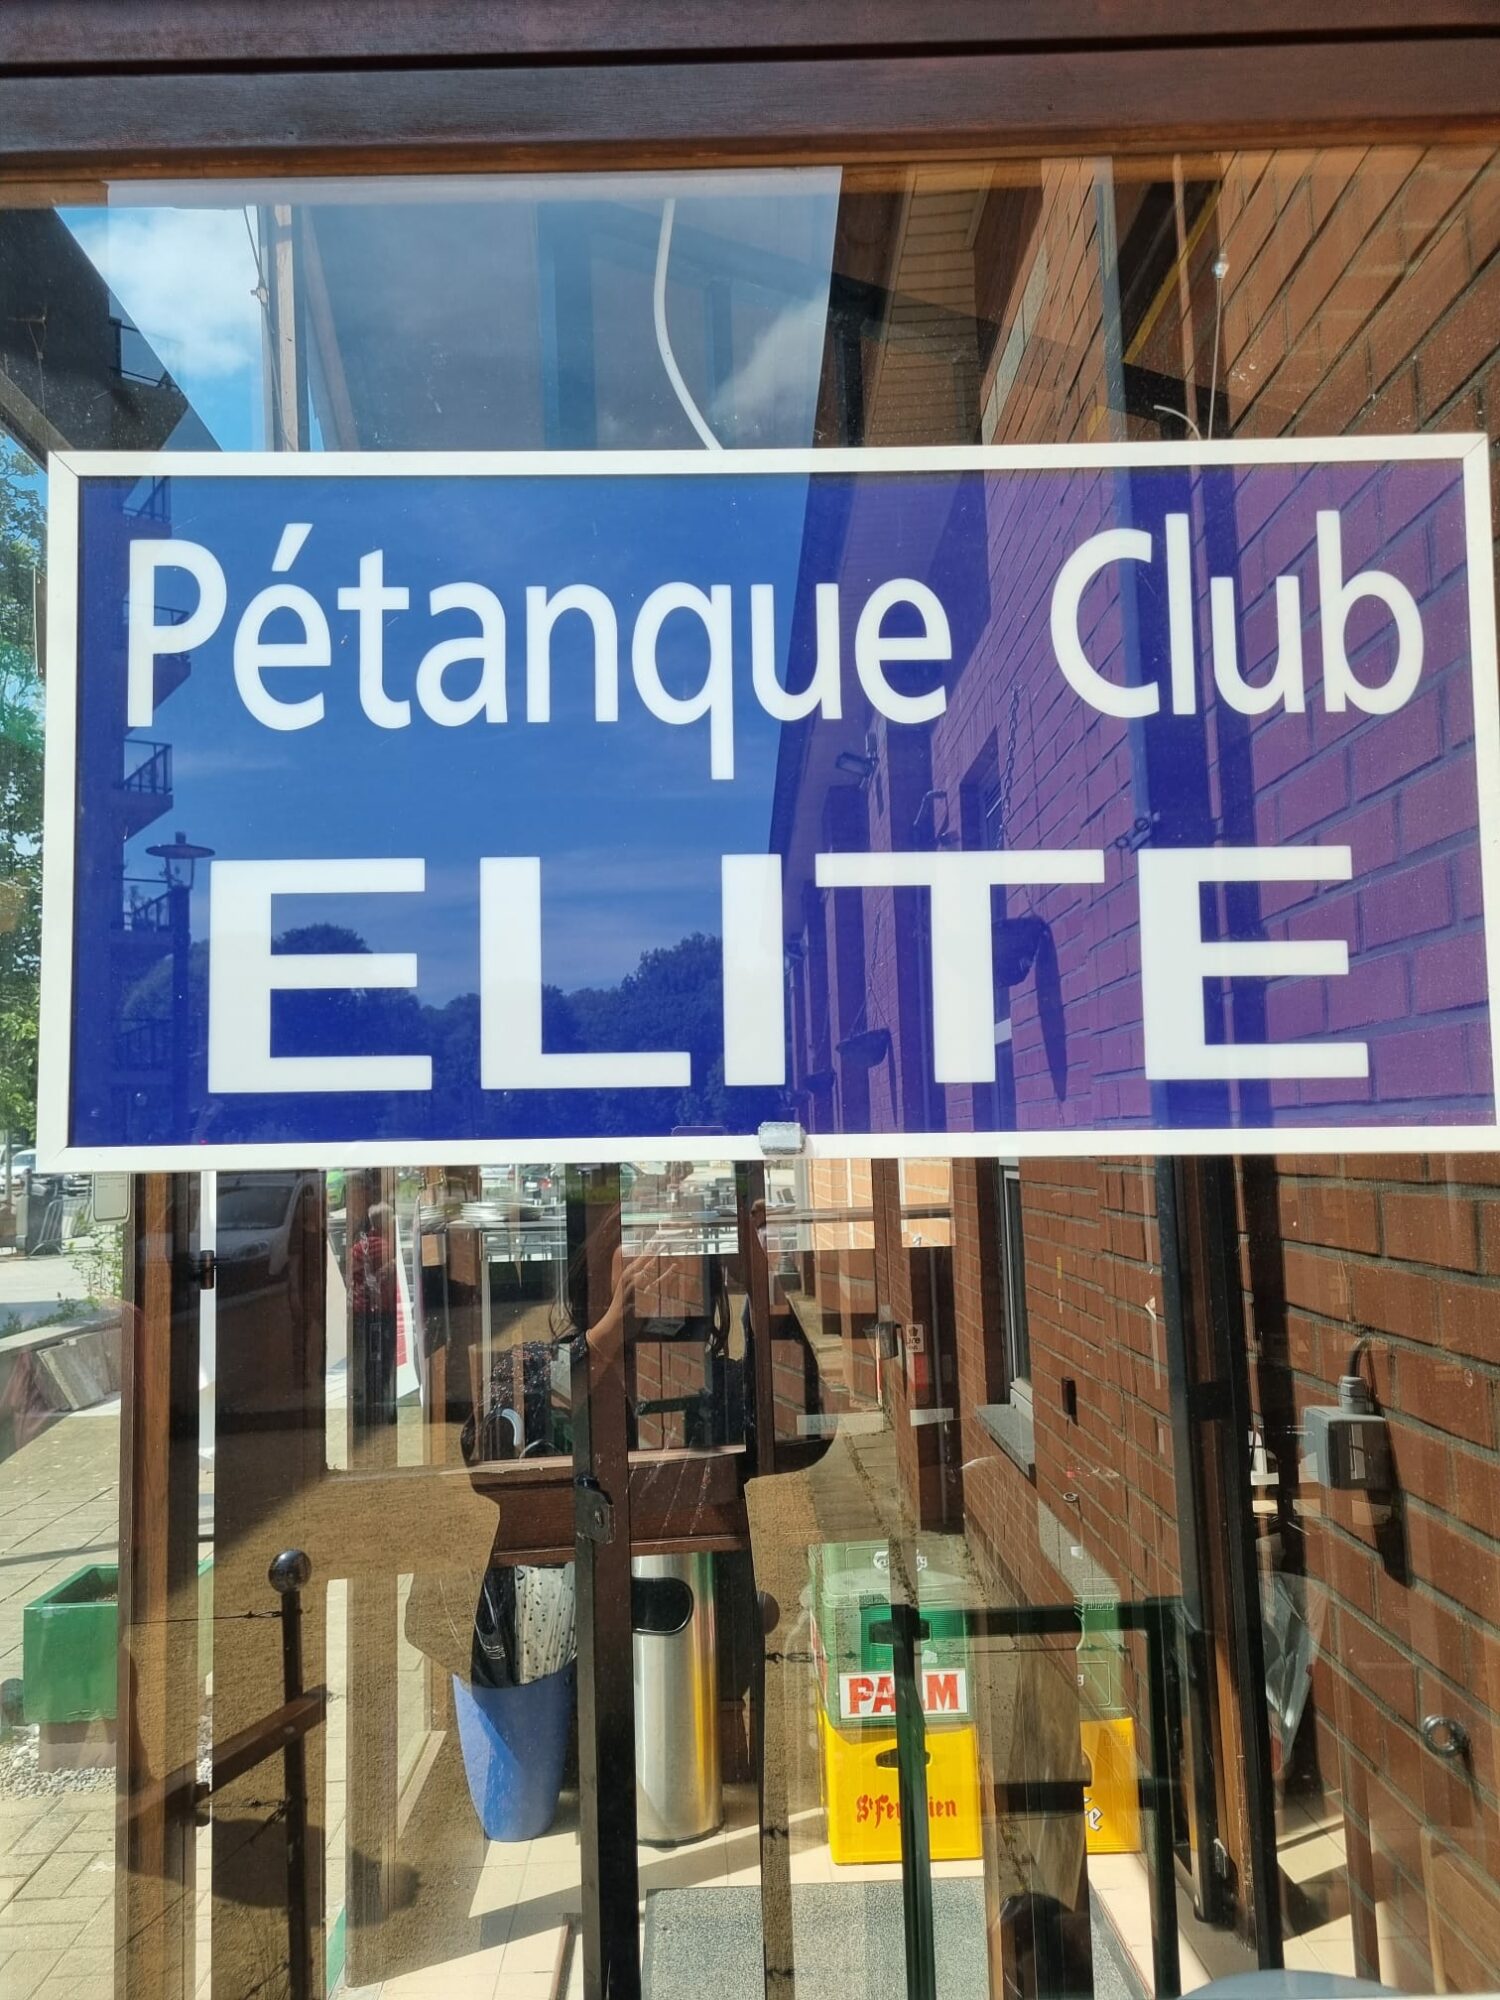 Pétanque Club
ELITE
PALM
St Feuillien